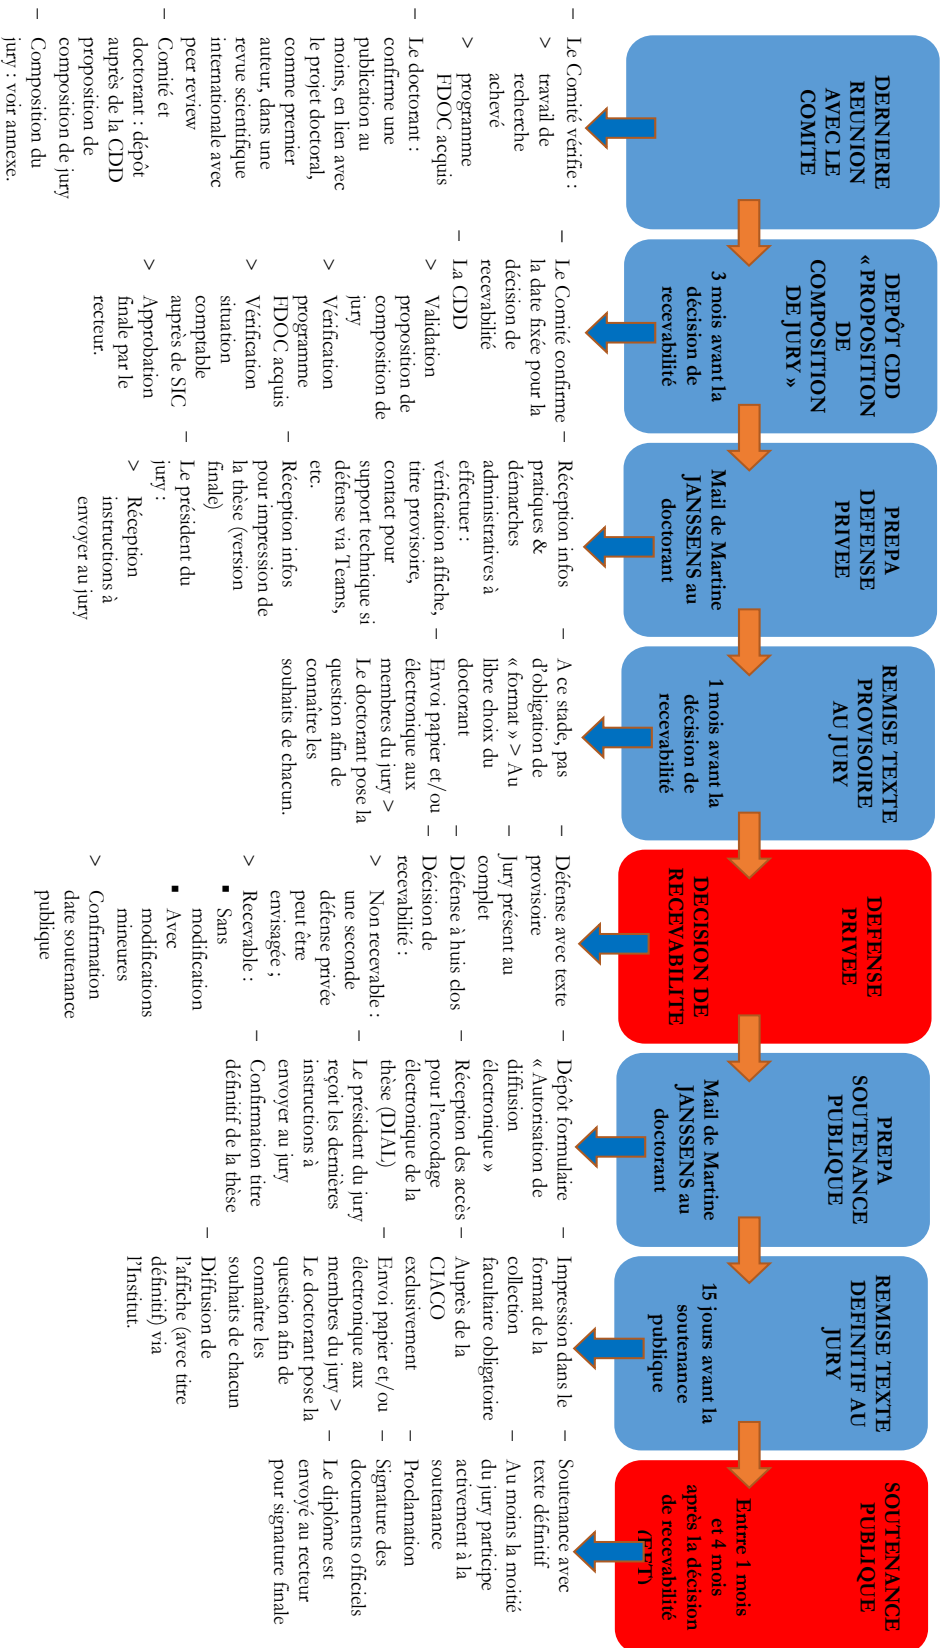 DERNIERE
REUNION
AVEC LE
COMITE
– Le Comité vérifie :
> travail de
recherche
achevé
> programme
FDOC acquis
– Le doctorant :
confirme une
publication au
moins, en lien avec
le projet doctoral,
comme premier
auteur, dans une
revue scientifique
internationale avec
peer review
– Comité et
doctorant : dépôt
auprès de la CDD
proposition de
composition de jury
– Composition du
jury : voir annexe.
DEPÔT CDD
« PROPOSITION
DE
COMPOSITION
DE JURY »
3 mois avant la
décision de
recevabilité
– Le Comité confirme
la date fixée pour la
décision de
recevabilité
– La CDD
> Validation
proposition de
composition de
jury
> Vérification
programme
FDOC acquis
> Vérification
situation
comptable
auprès de SIC
> Approbation
finale par le
recteur.
PREPA
DEFENSE
PRIVEE
Mail de Martine
JANSSENS au
doctorant
– Réception infos
pratiques &
démarches
administratives à
effectuer :
vérification affiche,
titre provisoire,
contact pour
support technique si
défense via Teams,
etc.
– Réception infos
pour impression de
la thèse (version
finale)
– Le président du
jury :
> Réception
instructions à
envoyer au jury
REMISE TEXTE
PROVISOIRE
AU JURY
1 mois avant la
décision de
recevabilité
– A ce stade, pas
d’obligation de
« format » > Au
libre choix du
doctorant
– Envoi papier et/ou
électronique aux
membres du jury >
Le doctorant pose la
question afin de
connaître les
souhaits de chacun.
DEFENSE
PRIVEE
DECISION DE
RECEVABILITE
– Défense avec texte
provisoire
– Jury présent au
complet
– Défense à huis clos
– Décision de
recevabilité :
> Non recevable :
une seconde
défense privée
peut être
envisagée ;
> Recevable :
▪ Sans
modification
▪ Avec
modifications
mineures
> Confirmation
date soutenance
publique
PREPA
SOUTENANCE
PUBLIQUE
Mail de Martine
JANSSENS au
doctorant
– Dépôt formulaire
« Autorisation de
diffusion
électronique »
– Réception des accès
pour l’encodage
électronique de la
thèse (DIAL)
– Le président du jury
reçoit les dernières
instructions à
envoyer au jury
– Confirmation titre
définitif de la thèse
REMISE TEXTE
DEFINITIF AU
JURY
15 jours avant la
soutenance
publique
– Impression dans le
format de la
collection
facultaire obligatoire
– Auprès de la
CIACO
exclusivement
– Envoi papier et/ou
électronique aux
membres du jury >
Le doctorant pose la
question afin de
connaître les
souhaits de chacun
– Diffusion de
l’affiche (avec titre
définitif) via
l’Institut.
SOUTENANCE
PUBLIQUE
Entrre 1 mois
et 4 mois
après la décision
de recevabilité
– Soutenance avec
texte définitif
– Au moins la moitié
du jury participe
activement à la
soutenance
– Proclamation
– Signature des
documents officiels
– Le diplôme est
envoyé au recteur
pour signature finale